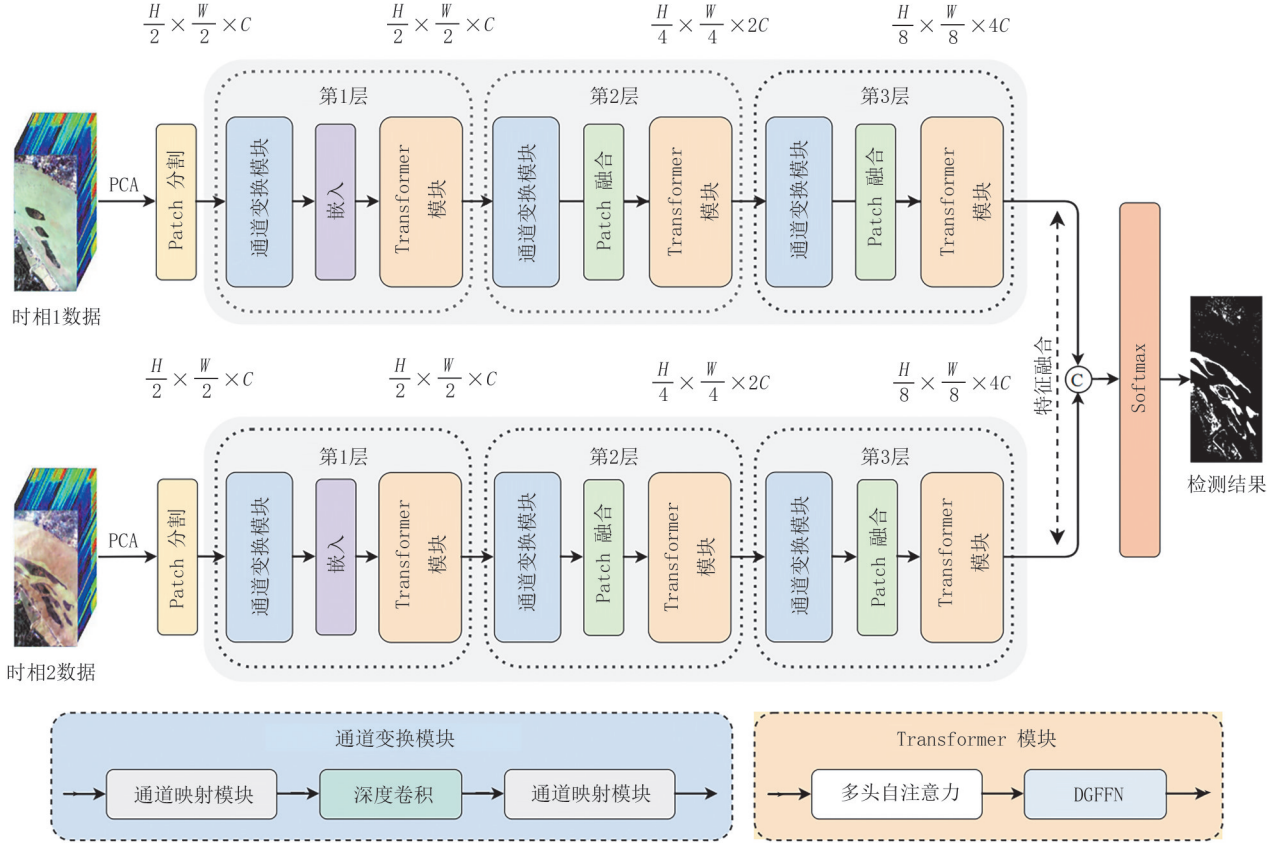 H/2 × W/2 × C
H/2 × W/2 × C
H/4 × W/4 × 2C
H/8 × W/8 × 4C
第1层
第2层
第3层
PCA
Patch 分割
通道变换模块
嵌入
Transformer
模块
通道变换模块
Patch 融合
Transformer
模块
通道变换模块
Patch 融合
Transformer
模块
时相1数据
H/2 × W/2 × C
H/2 × W/2 × C
H/4 × W/4 × 2C
H/8 × W/8 × 4C
特征融合
C
Softmax
检测结果
第1层
第2层
第3层
PCA
Patch 分割
通道变换模块
嵌入
Transformer
模块
通道变换模块
Patch 融合
Transformer
模块
通道变换模块
Patch 融合
Transformer
模块
时相2数据
通道变换模块
通道映射模块
深度卷积
通道映射模块
Transformer 模块
多头自注意力
DGFFN